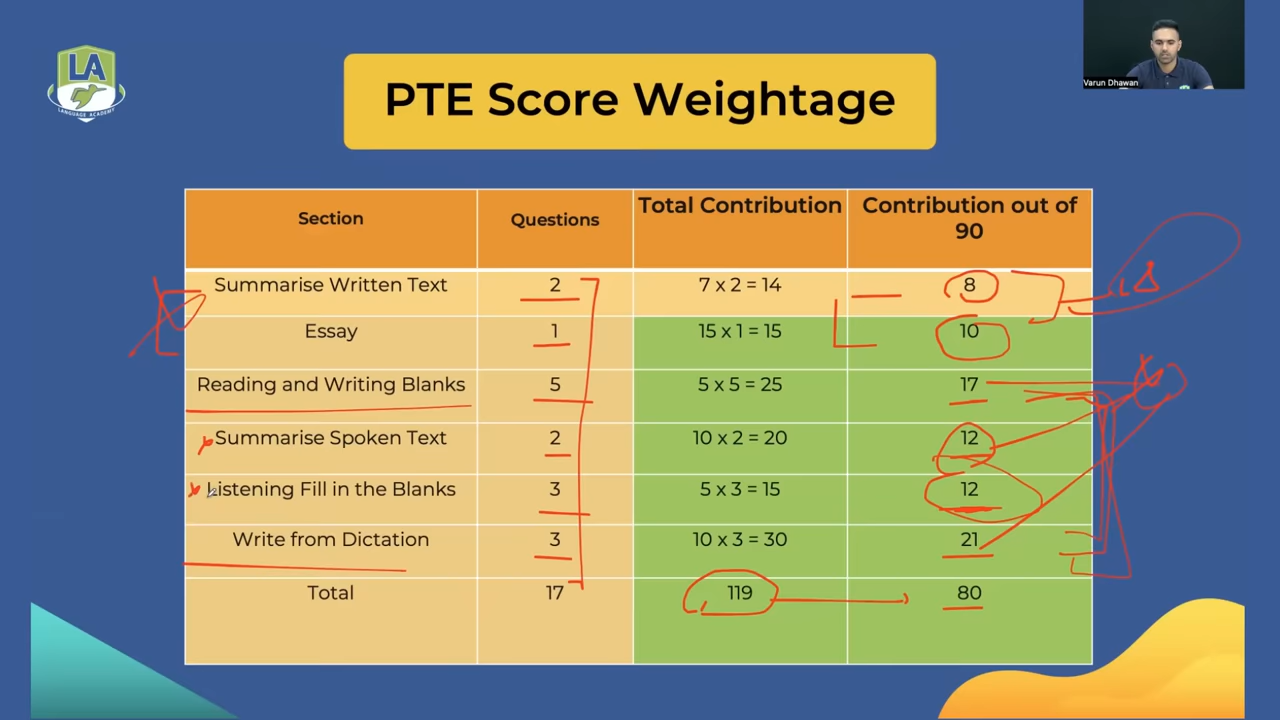 LA
LANGUAGE ACADEMY
PTE Score Weightage
Varun Dhawan
Section Questions Total Contribution Contribution out of
90
Summarise Written Text 2 7 x 2 = 14 8
Essay 1 15 x 1 = 15 10
Reading and Writing Blanks 5 5 x 5 = 25 17
Summarise Spoken Text 2 10 x 2 = 20 12
Listening Fill in the Blanks 3 5 x 3 = 15 12
Write from Dictation 3 10 x 3 = 30 21
Total 17 119 80